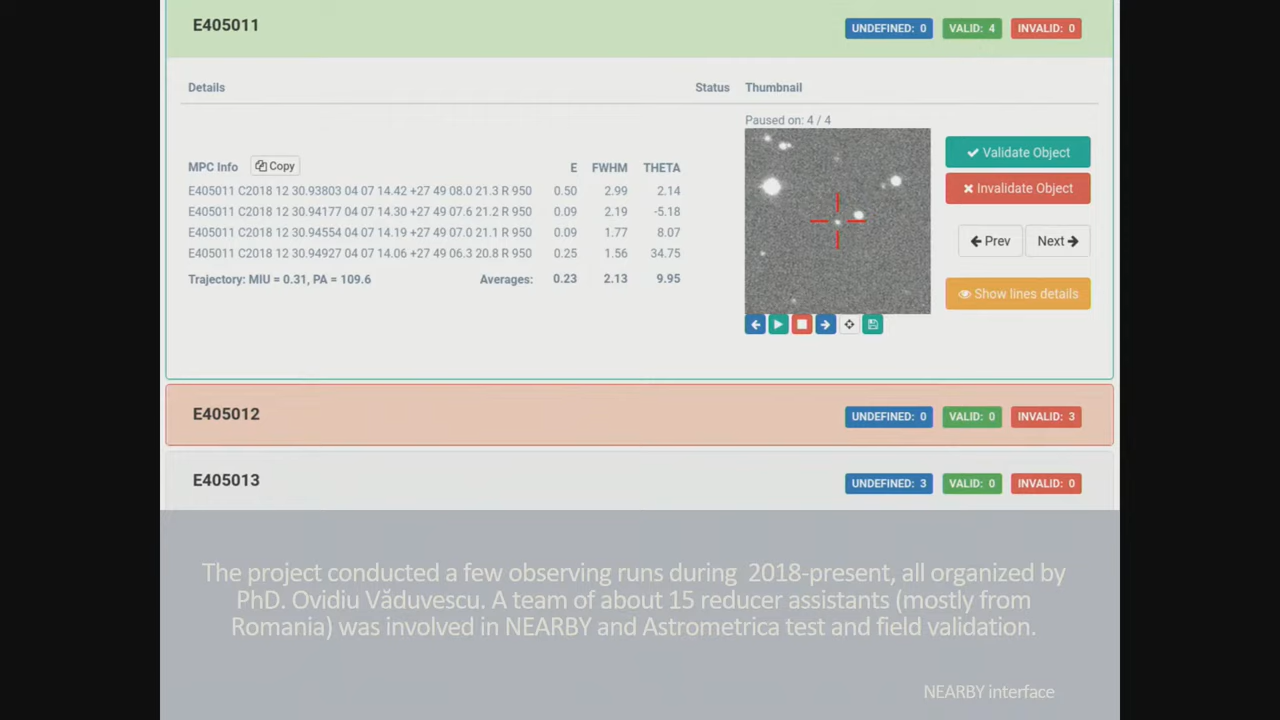 E405011 UNDEFINED: 0 VALID: 4 INVALID: 0
Details Status Thumbnail
Paused on: 4 / 4
Validate Object
MPC Info Copy E FWHM THETA
E405011 C2018 12 30.93803 04 07 14.42 +27 49 08.0 21.3 R 950 0.50 2.99 2.14
Invalidate Object
E405011 C2018 12 30.94177 04 07 14.30 +27 49 07.6 21.2 R 950 0.09 2.19 -5.18
E405011 C2018 12 30.94554 04 07 14.19 +27 49 07.0 21.1 R 950 0.09 1.77 8.07
Prev Next
E405011 C2018 12 30.94927 04 07 14.06 +27 49 06.3 20.8 R 950 0.25 1.56 34.75
Trajectory: MIU = 0.31, PA = 109.6 Averages: 0.23 2.13 9.95
Show lines details
E405012 UNDEFINED: 0 VALID: 0 INVALID: 3
E405013 UNDEFINED: 3 VALID: 0 INVALID: 0
The project conducted a few observing runs during 2018-present, all organized by
PhD. Ovidiu Văduvescu. A team of about 15 reducer assistants (mostly from
Romania) was involved in NEARBY and Astrometrica test and field validation.
NEARBY interface